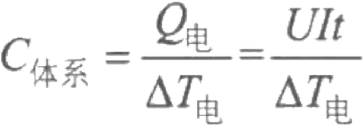 C体系 = Q电/ΔT电 = UIt/ΔT电